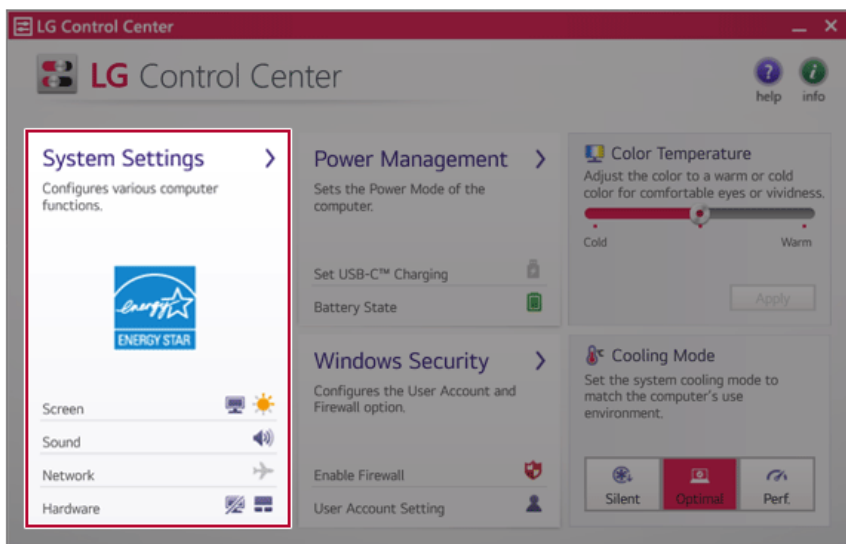 LG Control Center
LG Control Center
help
info
System Settings
Configures various computer
functions.
energy
ENERGY STAR
Screen
Sound
Network
Hardware
Power Management
Sets the Power Mode of the
computer.
Set USB-C™ Charging
Battery State
Windows Security
Configures the User Account and
Firewall option.
Enable Firewall
User Account Setting
Color Temperature
Adjust the color to a warm or cold
color for comfortable eyes or vividness.
Cold
Warm
Apply
Cooling Mode
Set the system cooling mode to
match the computer's use
environment.
Silent
Optimal
Perf.